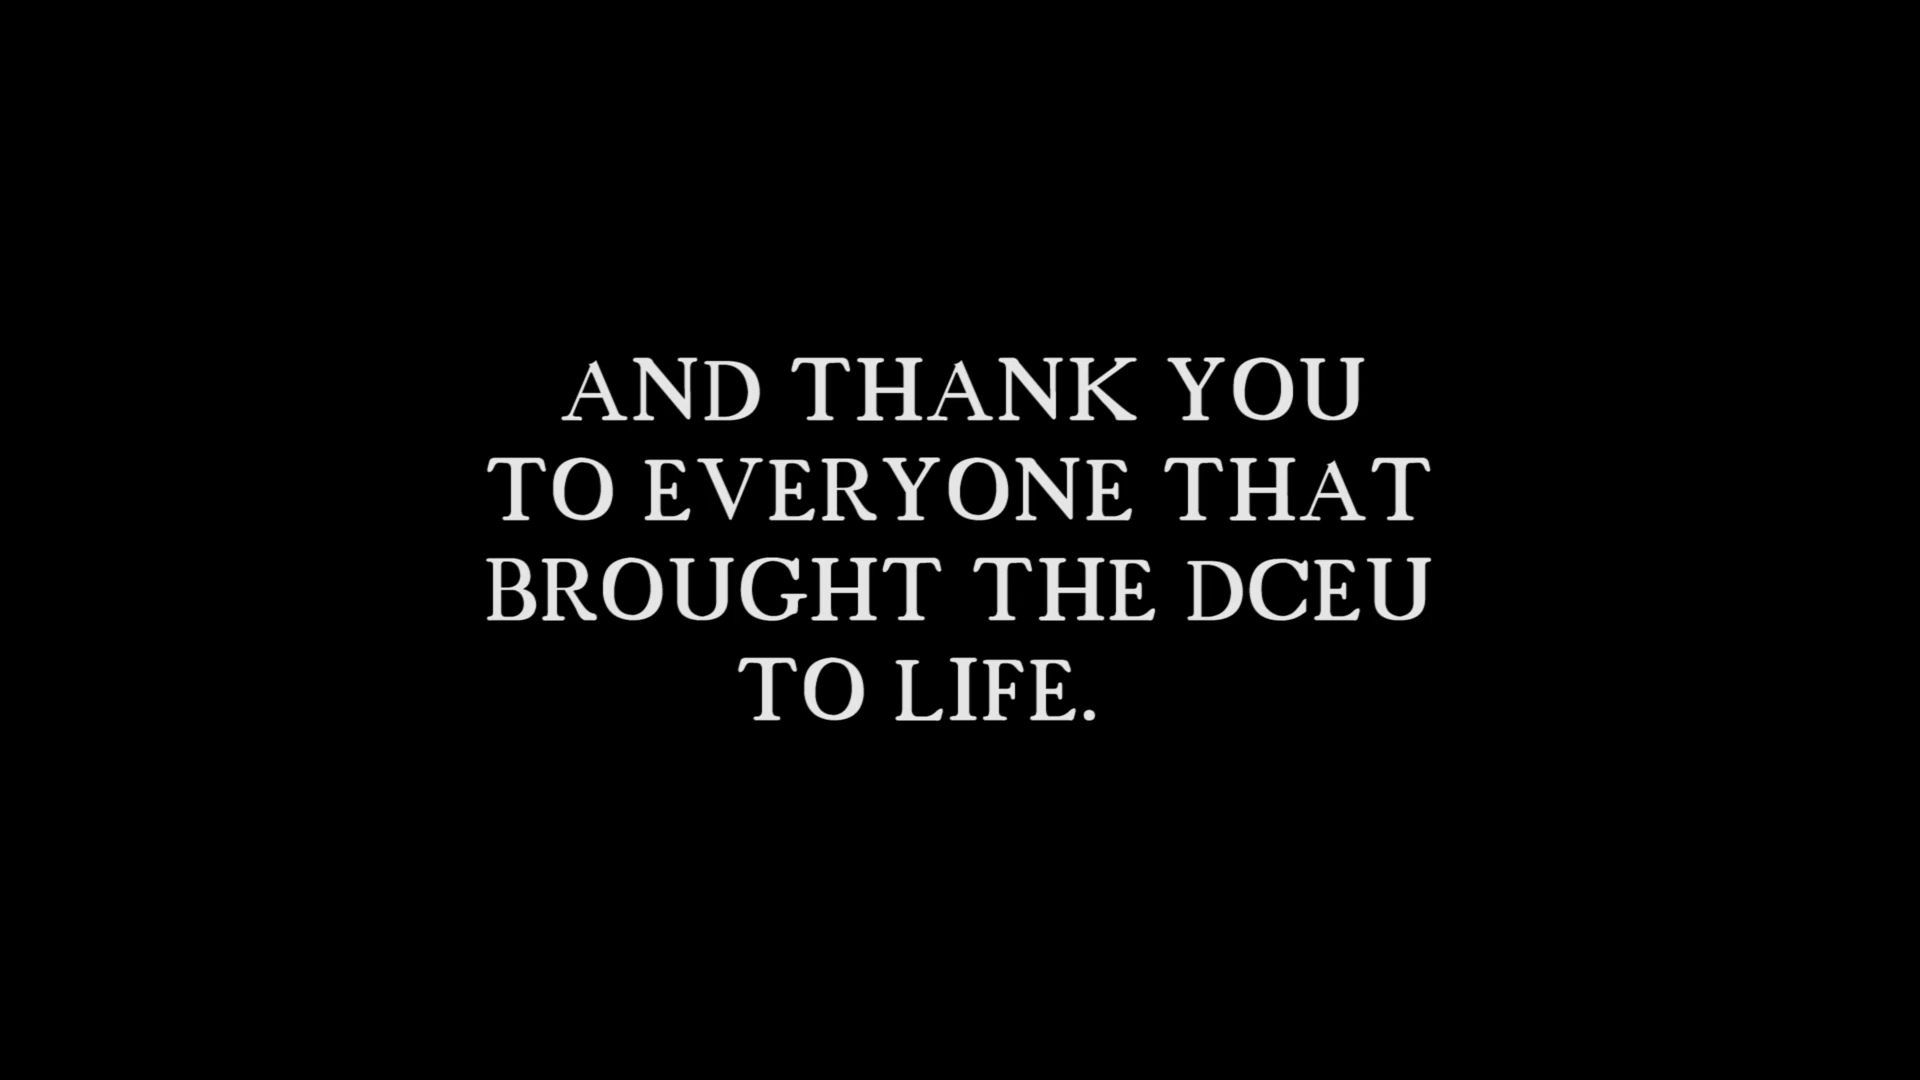 AND THANK YOU
TO EVERYONE THAT
BROUGHT THE DCEU
TO LIFE.